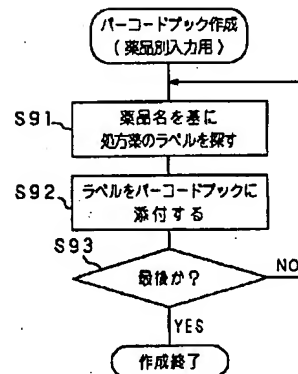 バーコードブック作成
(薬品別入力用)
S91
薬品名を基に
処方薬のラベルを探す
S92
ラベルをバーコードブックに
添付する
S93
最後か?
NO
YES
作成終了